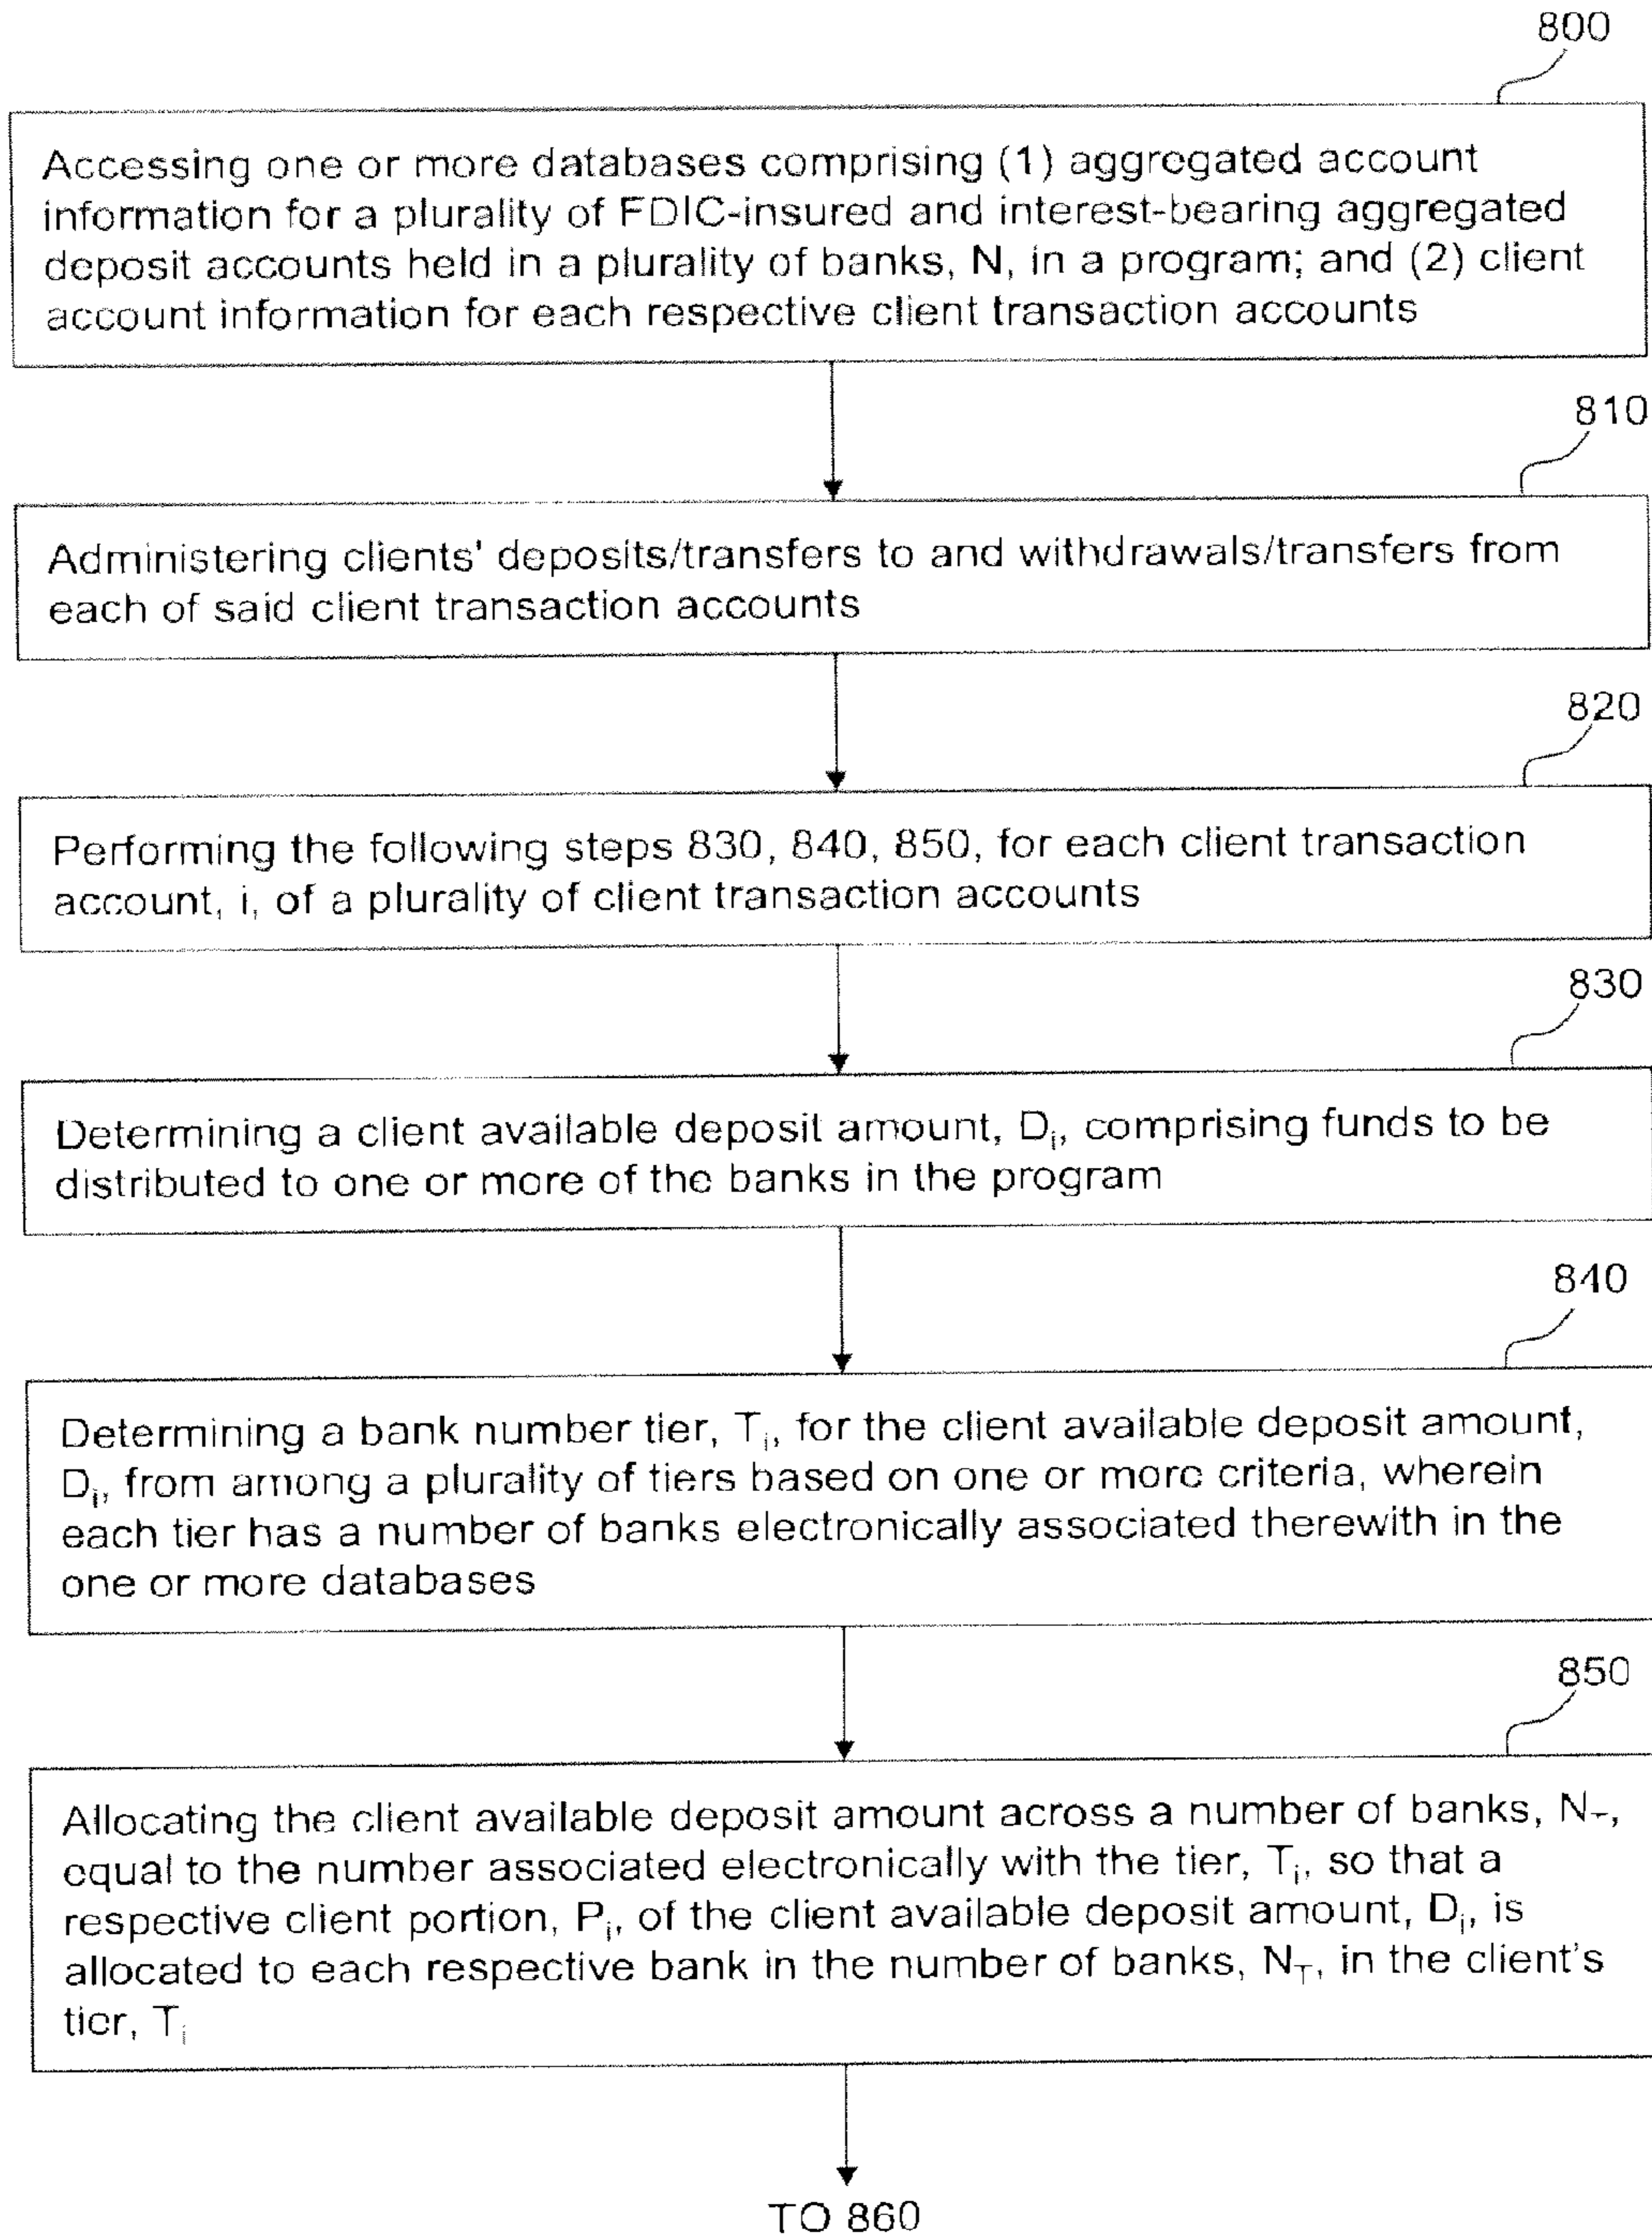 800
Accessing one or more databases comprising (1) aggregated account
information for a plurality of FDIC-insured and interest-bearing aggregated
deposit accounts held in a plurality of banks, N, in a program; and (2) client
account information for each respective client transaction accounts
810
Administering clients' deposits/transfers to and withdrawals/transfers from
each of said client transaction accounts
820
Performing the following steps 830, 840, 850, for each client transaction
account, i, of a plurality of client transaction accounts
830
Determining a client available deposit amount, Di, comprising funds to be
distributed to one or more of the banks in the program
840
Determining a bank number tier, Ti, for the client available deposit amount,
Di, from among a plurality of tiers based on one or more criteria, wherein
each tier has a number of banks electronically associated therewith in the
one or more databases
850
Allocating the client available deposit amount across a number of banks, NT,
equal to the number associated electronically with the tier, Ti, so that a
respective client portion, Pi, of the client available deposit amount, Di, is
allocated to each respective bank in the number of banks, NT, in the client's
tier, Ti
TO 860